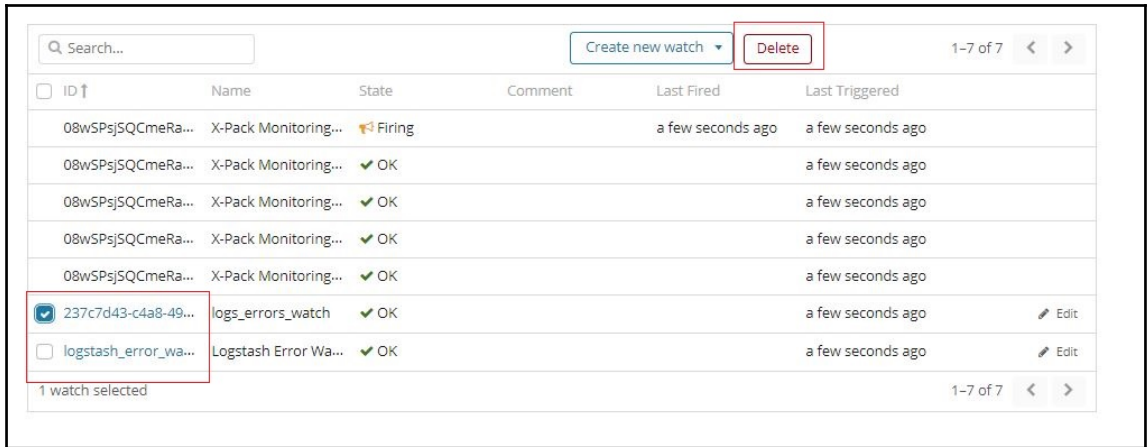 Search... Create new watch Delete 1–7 of 7
ID Name State Comment Last Fired Last Triggered
08wSPsjSQCmeRa... X-Pack Monitoring... Firing a few seconds ago a few seconds ago
08wSPsjSQCmeRa... X-Pack Monitoring... OK a few seconds ago
08wSPsjSQCmeRa... X-Pack Monitoring... OK a few seconds ago
08wSPsjSQCmeRa... X-Pack Monitoring... OK a few seconds ago
08wSPsjSQCmeRa... X-Pack Monitoring... OK a few seconds ago
237c7d43-c4a8-49... logs_errors_watch OK a few seconds ago Edit
logstash_error_wa... Logstash Error Wa... OK a few seconds ago Edit
1 watch selected 1–7 of 7